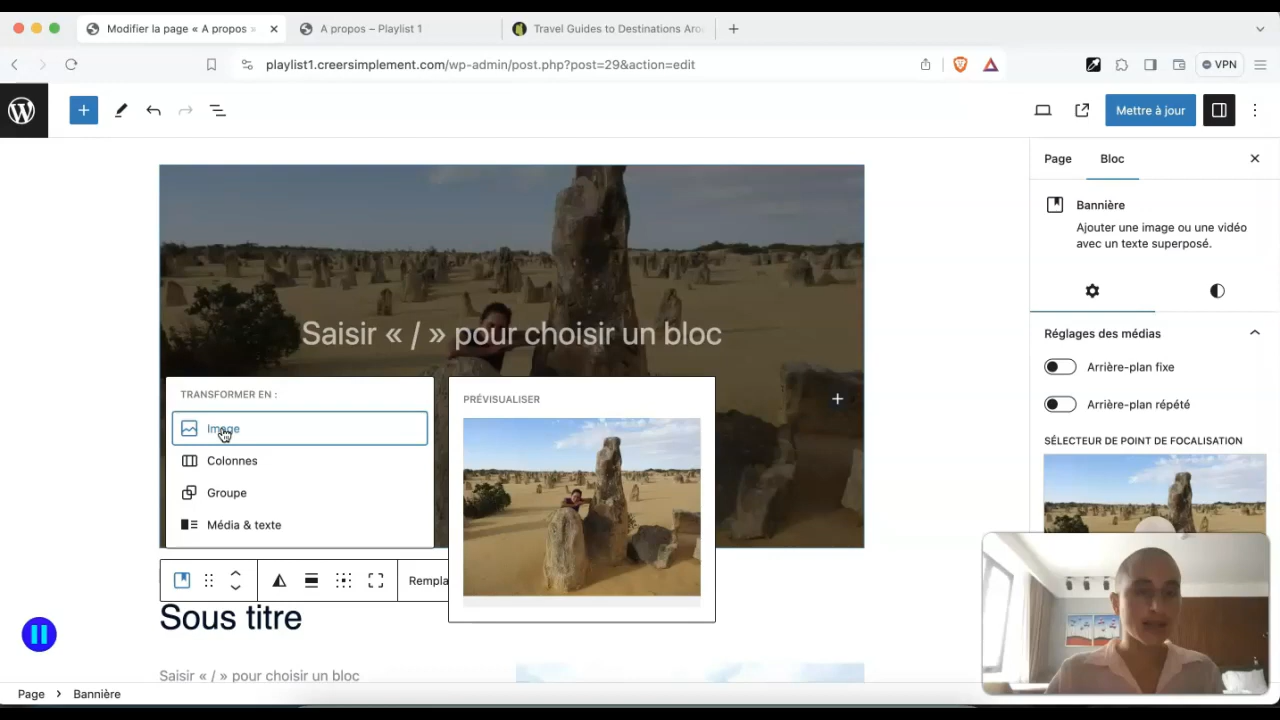 Modifier la page « A propos »
A propos – Playlist 1
Travel Guides to Destinations Aro
playlist1.creersimplement.com/wp-admin/post.php?post=29&action=edit
VPN
Mettre à jour
Page
Bloc
Bannière
Ajouter une image ou une vidéo
avec un texte superposé.
Réglages des médias
Arrière-plan fixe
Arrière-plan répété
SÉLECTEUR DE POINT DE FOCALISATION
Saisir « / » pour choisir un bloc
TRANSFORMER EN :
Image
Colonnes
Groupe
Média & texte
PRÉVISUALISER
Rempla
Sous titre
Saisir « / » pour choisir un bloc
Page
Bannière